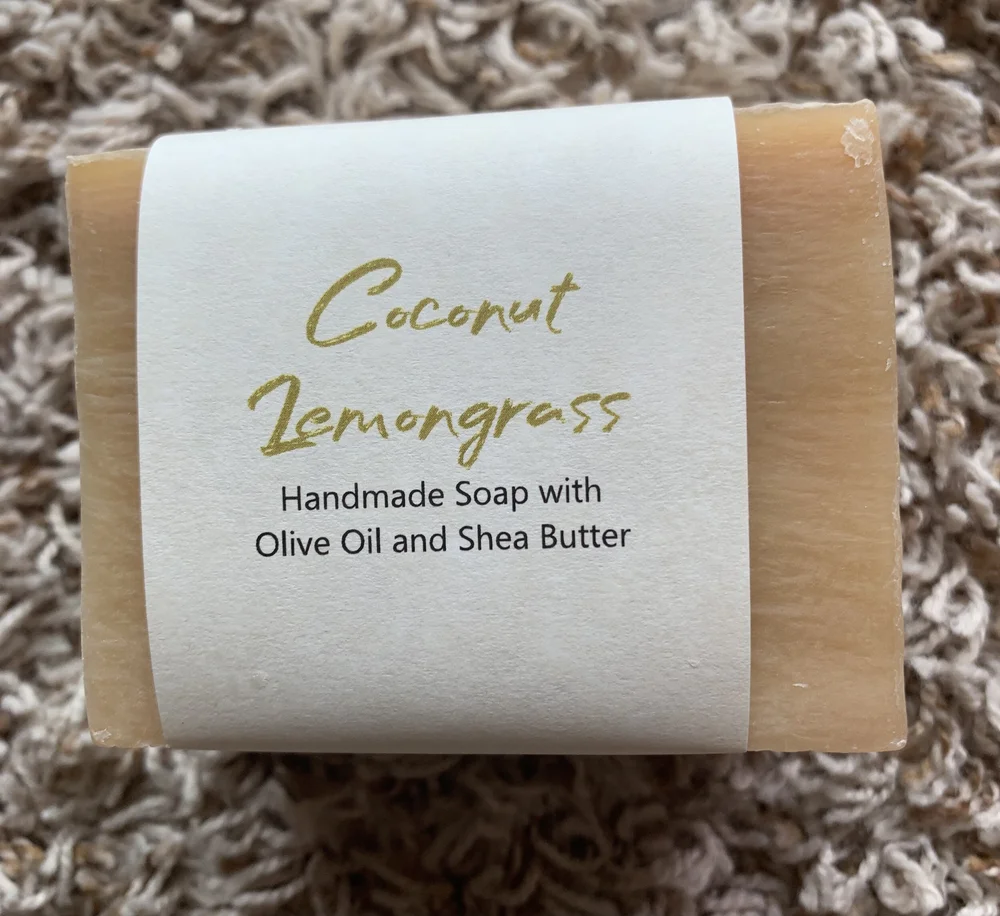 Coconut
Lemongrass
Handmade Soap with
Olive Oil and Shea Butter